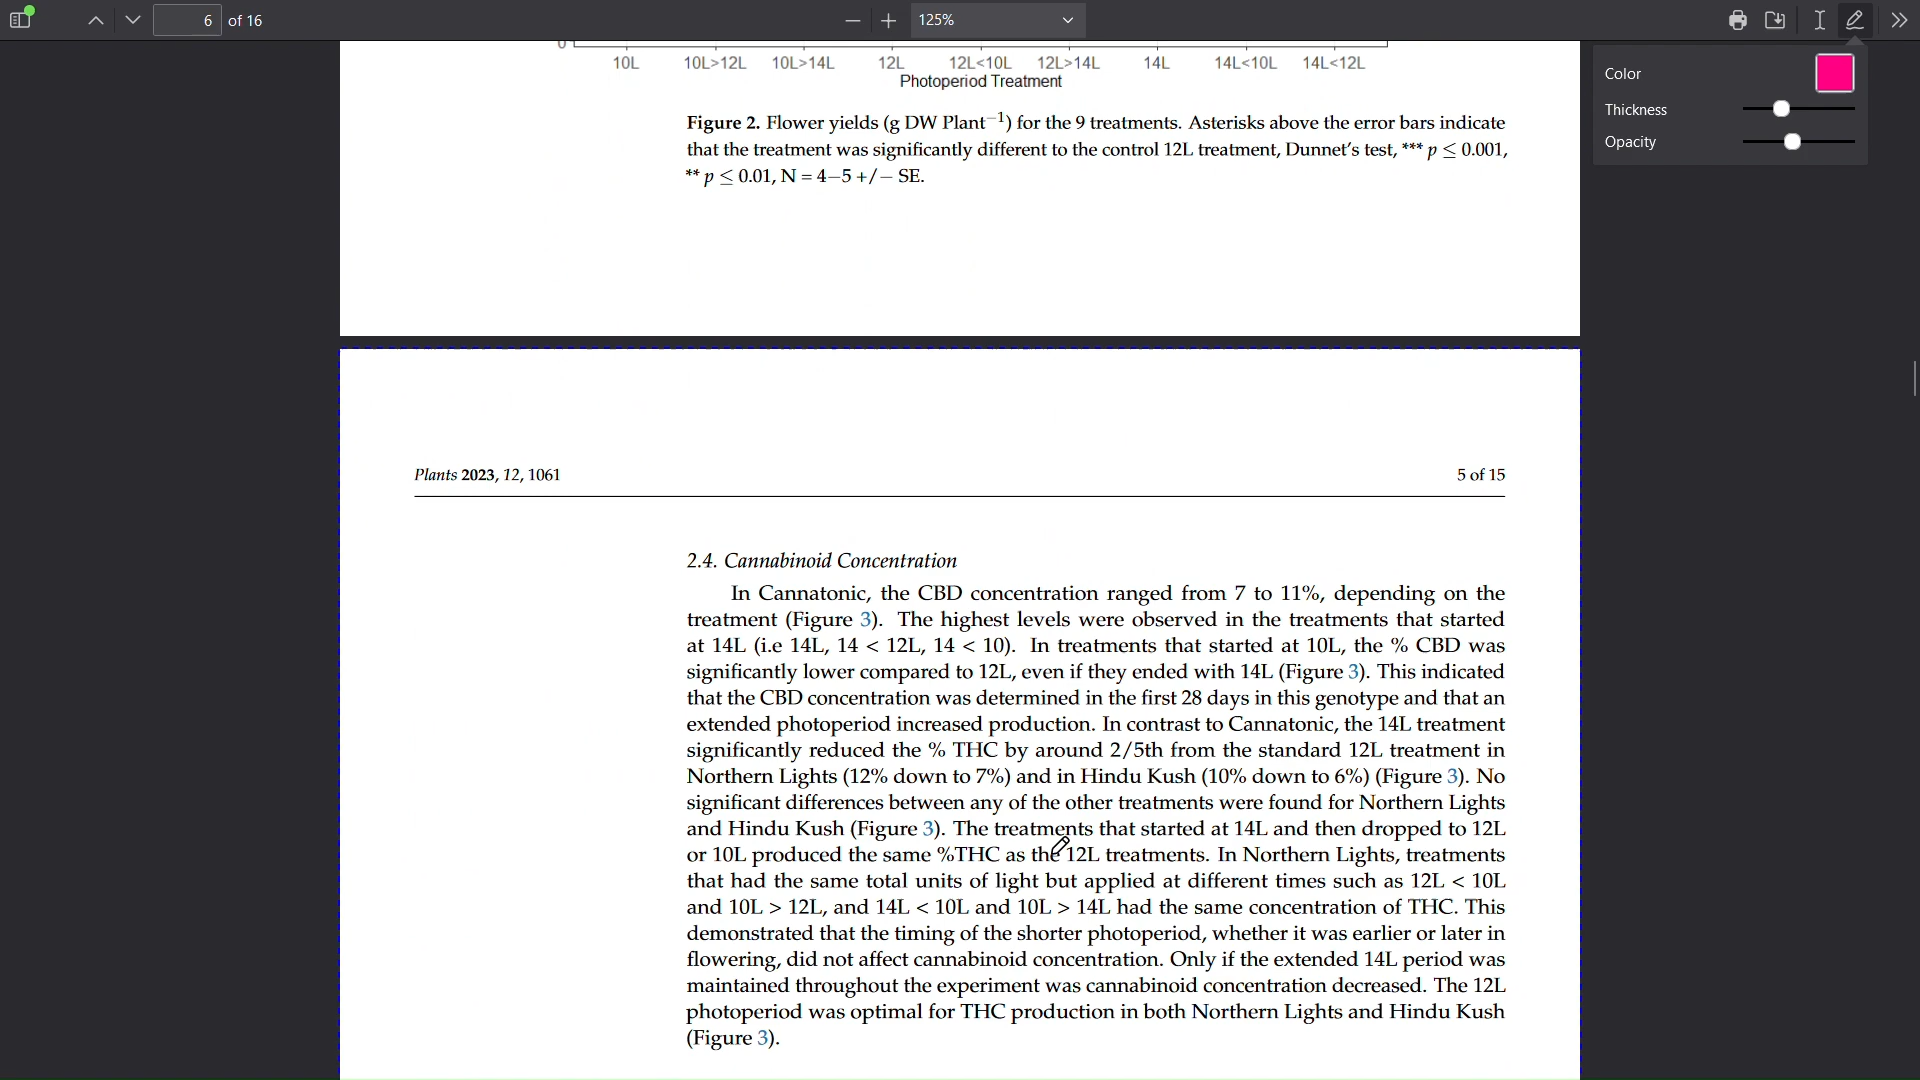 6 of 16
125%
Color
Thickness
Opacity
0
10L 10L>12L 10L>14L 12L 12L<10L 12L>14L 14L 14L<10L 14L<12L
Photoperiod Treatment
Figure 2. Flower yields (g DW Plant⁻¹) for the 9 treatments. Asterisks above the error bars indicate
that the treatment was significantly different to the control 12L treatment, Dunnet's test, *** p ≤ 0.001,
** p ≤ 0.01, N = 4–5 +/− SE.
Plants 2023, 12, 1061
5 of 15
2.4. Cannabinoid Concentration
In Cannatonic, the CBD concentration ranged from 7 to 11%, depending on the
treatment (Figure 3). The highest levels were observed in the treatments that started
at 14L (i.e 14L, 14 < 12L, 14 < 10). In treatments that started at 10L, the % CBD was
significantly lower compared to 12L, even if they ended with 14L (Figure 3). This indicated
that the CBD concentration was determined in the first 28 days in this genotype and that an
extended photoperiod increased production. In contrast to Cannatonic, the 14L treatment
significantly reduced the % THC by around 2/5th from the standard 12L treatment in
Northern Lights (12% down to 7%) and in Hindu Kush (10% down to 6%) (Figure 3). No
significant differences between any of the other treatments were found for Northern Lights
and Hindu Kush (Figure 3). The treatments that started at 14L and then dropped to 12L
or 10L produced the same %THC as the 12L treatments. In Northern Lights, treatments
that had the same total units of light but applied at different times such as 12L < 10L
and 10L > 12L, and 14L < 10L and 10L > 14L had the same concentration of THC. This
demonstrated that the timing of the shorter photoperiod, whether it was earlier or later in
flowering, did not affect cannabinoid concentration. Only if the extended 14L period was
maintained throughout the experiment was cannabinoid concentration decreased. The 12L
photoperiod was optimal for THC production in both Northern Lights and Hindu Kush
(Figure 3).